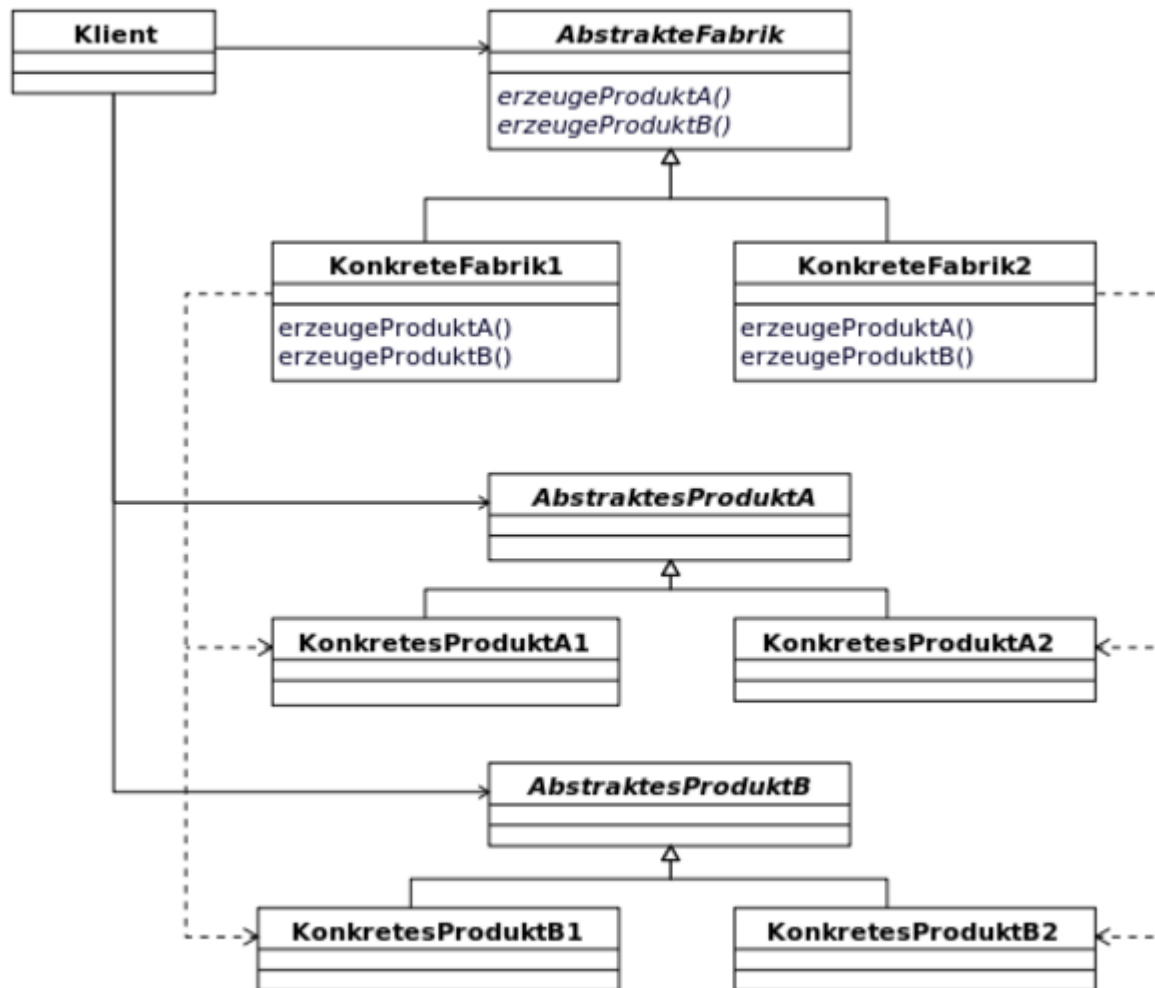 Klient
AbstrakteFabrik
erzeugeProduktA()
erzeugeProduktB()
KonkreteFabrik1
erzeugeProduktA()
erzeugeProduktB()
KonkreteFabrik2
erzeugeProduktA()
erzeugeProduktB()
AbstraktesProduktA
KonkretesProduktA1
KonkretesProduktA2
AbstraktesProduktB
KonkretesProduktB1
KonkretesProduktB2